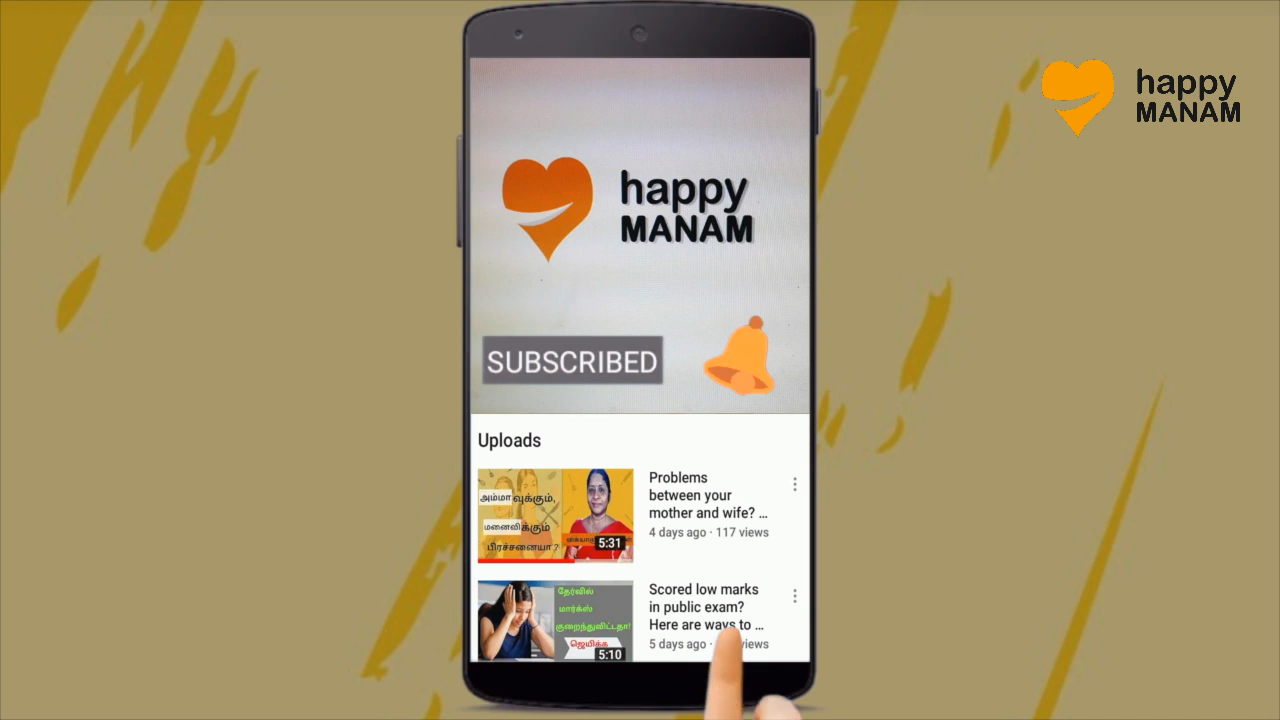 happy
MANAM
happy
MANAM
SUBSCRIBED
Uploads
அம்மாவுக்கும்,
மனைவிக்கும்
பிரச்சனையா?
5:31
Problems
between your
mother and wife? ...
4 days ago · 117 views
தேர்வில்
மார்க்ஸ்
குறைந்துவிட்டதா!
ஜெயிக்க
5:10
Scored low marks
in public exam?
Here are ways to ...
5 days ago · views